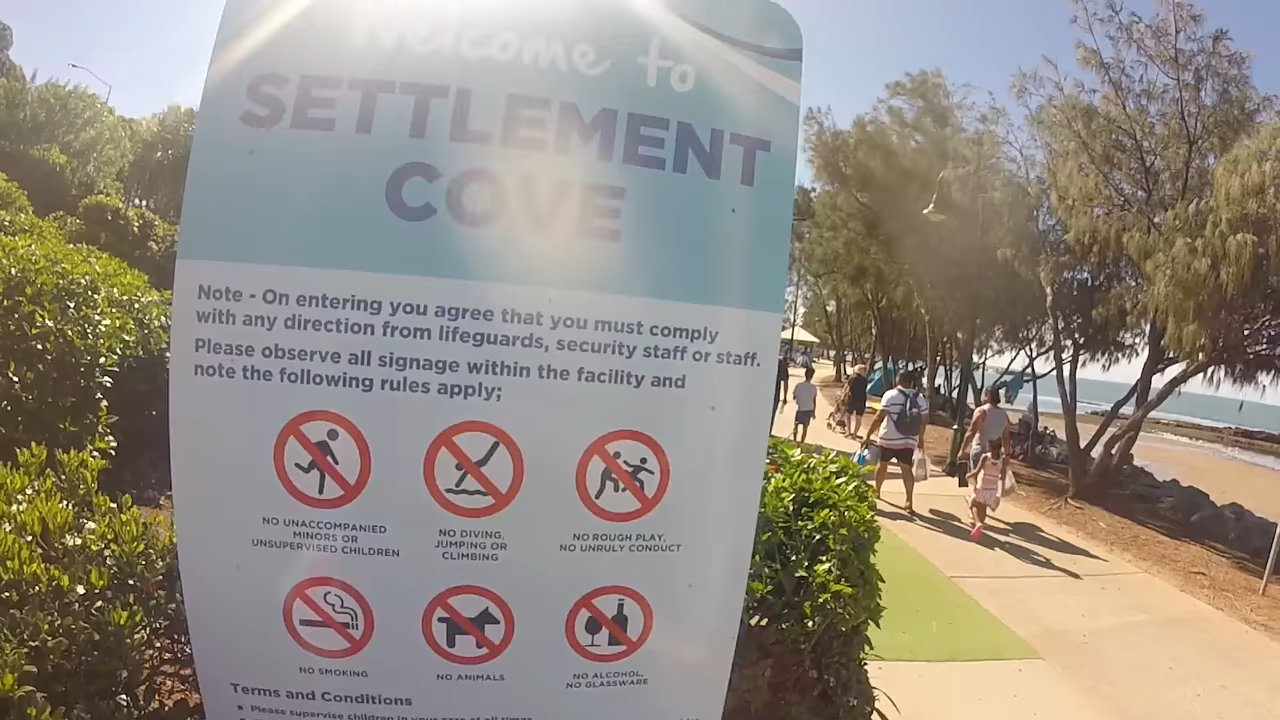 Welcome to
SETTLEMENT
COVE
Note - On entering you agree that you must comply
with any direction from lifeguards, security staff or staff.
Please observe all signage within the facility and
note the following rules apply;
NO UNACCOMPANIED
MINORS OR
UNSUPERVISED CHILDREN
NO DIVING,
JUMPING OR
CLIMBING
NO ROUGH PLAY,
NO UNRULY CONDUCT
NO SMOKING
NO ANIMALS
NO ALCOHOL,
NO GLASSWARE
Terms and Conditions
• Please supervise children in your care at all times